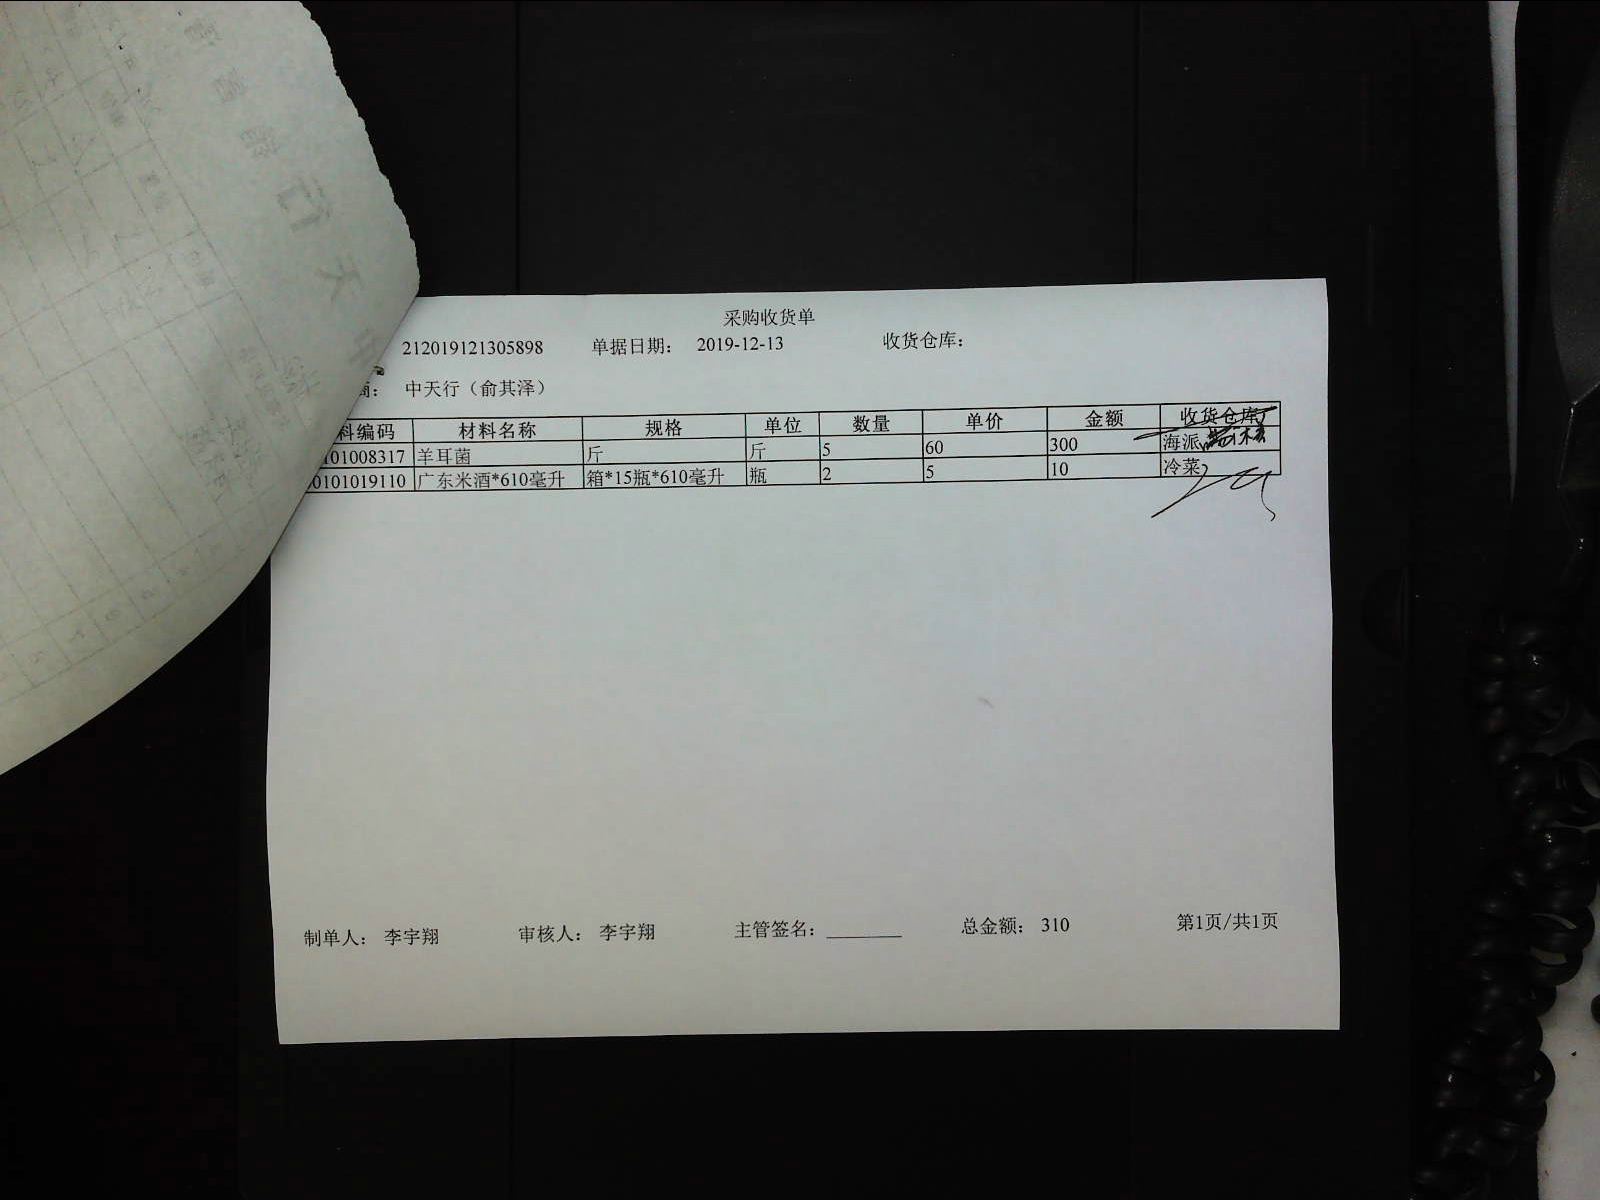 采购收货单
212019121305898 单据日期： 2019-12-13 收货仓库：
商： 中天行（俞其泽）
料编码 材料名称 规格 单位 数量 单价 金额 收货仓库
101008317 羊耳菌 斤 斤 5 60 300 海派
0101019110 广东米酒*610毫升 箱*15瓶*610毫升 瓶 2 5 10 冷菜
制单人： 李宇翔 审核人： 李宇翔 主管签名： 总金额： 310 第1页/共1页